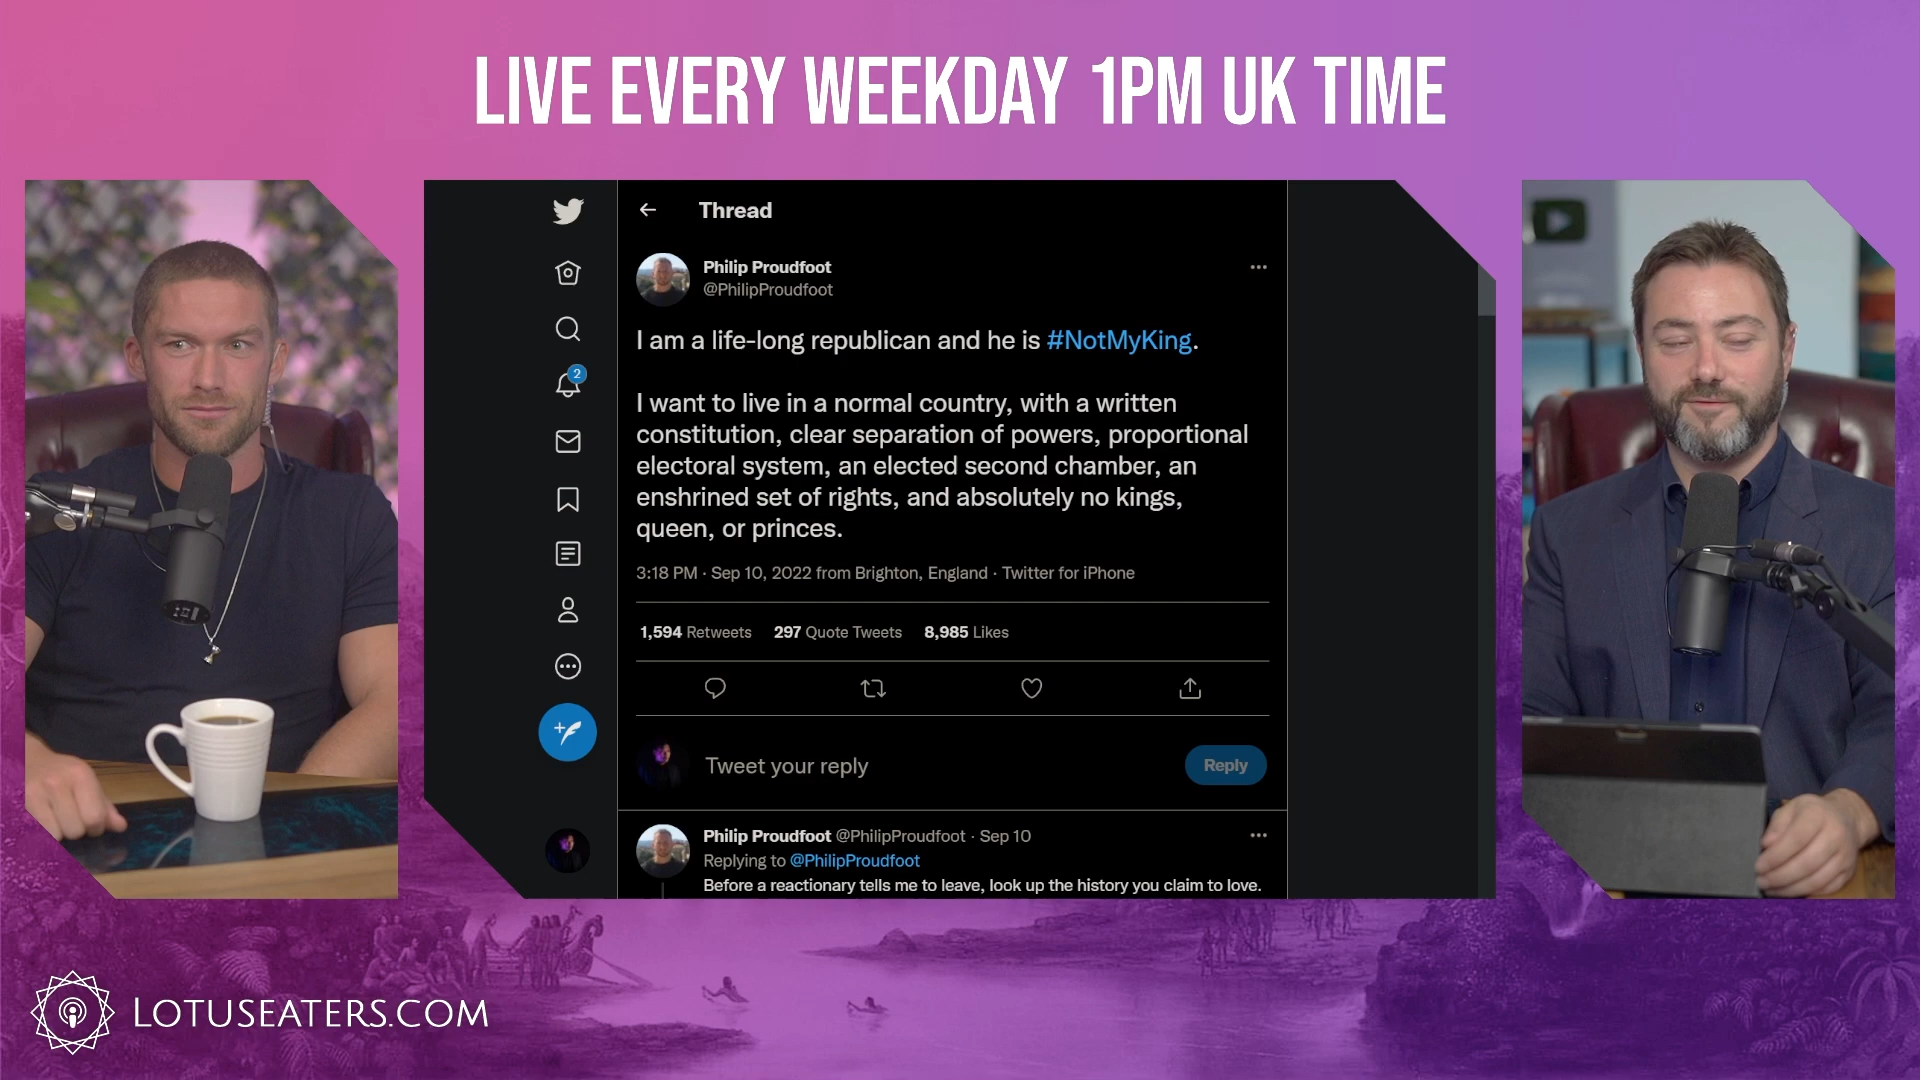 LIVE EVERY WEEKDAY 1PM UK TIME
Thread
Philip Proudfoot
@PhilipProudfoot
I am a life-long republican and he is #NotMyKing.
I want to live in a normal country, with a written
constitution, clear separation of powers, proportional
electoral system, an elected second chamber, an
enshrined set of rights, and absolutely no kings,
queen, or princes.
3:18 PM · Sep 10, 2022 from Brighton, England · Twitter for iPhone
1,594 Retweets 297 Quote Tweets 8,985 Likes
2
Tweet your reply
Reply
Philip Proudfoot @PhilipProudfoot · Sep 10
Replying to @PhilipProudfoot
Before a reactionary tells me to leave, look up the history you claim to love.
LOTUSEATERS.COM